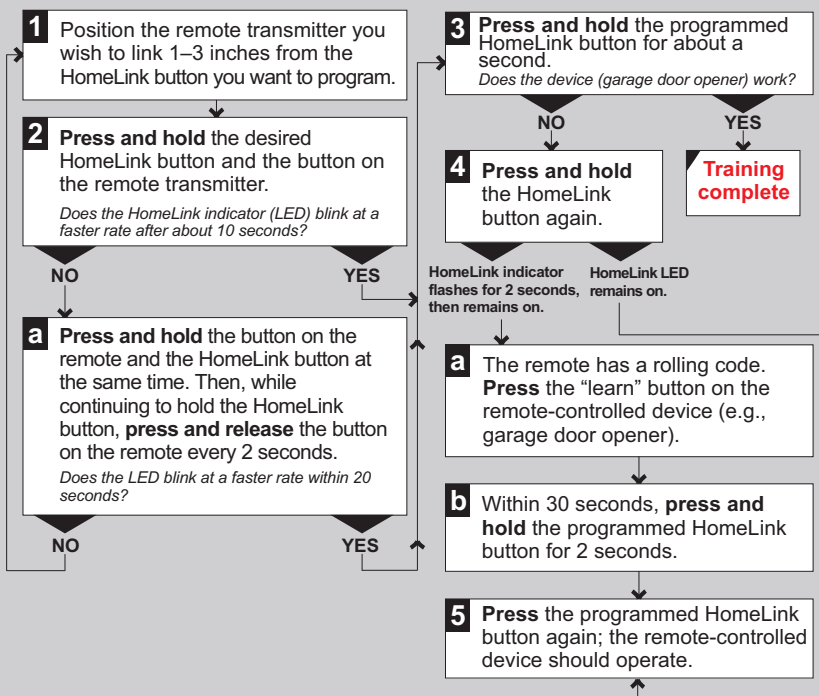 1 Position the remote transmitter you
wish to link 1–3 inches from the
HomeLink button you want to program.
2 Press and hold the desired
HomeLink button and the button on
the remote transmitter.
Does the HomeLink indicator (LED) blink at a
faster rate after about 10 seconds?
NO YES
a Press and hold the button on the
remote and the HomeLink button at
the same time. Then, while
continuing to hold the HomeLink
button, press and release the button
on the remote every 2 seconds.
Does the LED blink at a faster rate within 20
seconds?
NO YES
3 Press and hold the programmed
HomeLink button for about a
second.
Does the device (garage door opener) work?
NO YES
4 Press and hold
the HomeLink
button again.
Training
complete
HomeLink indicator
flashes for 2 seconds,
then remains on.
HomeLink LED
remains on.
a The remote has a rolling code.
Press the “learn” button on the
remote-controlled device (e.g.,
garage door opener).
b Within 30 seconds, press and
hold the programmed HomeLink
button for 2 seconds.
5 Press the programmed HomeLink
button again; the remote-controlled
device should operate.